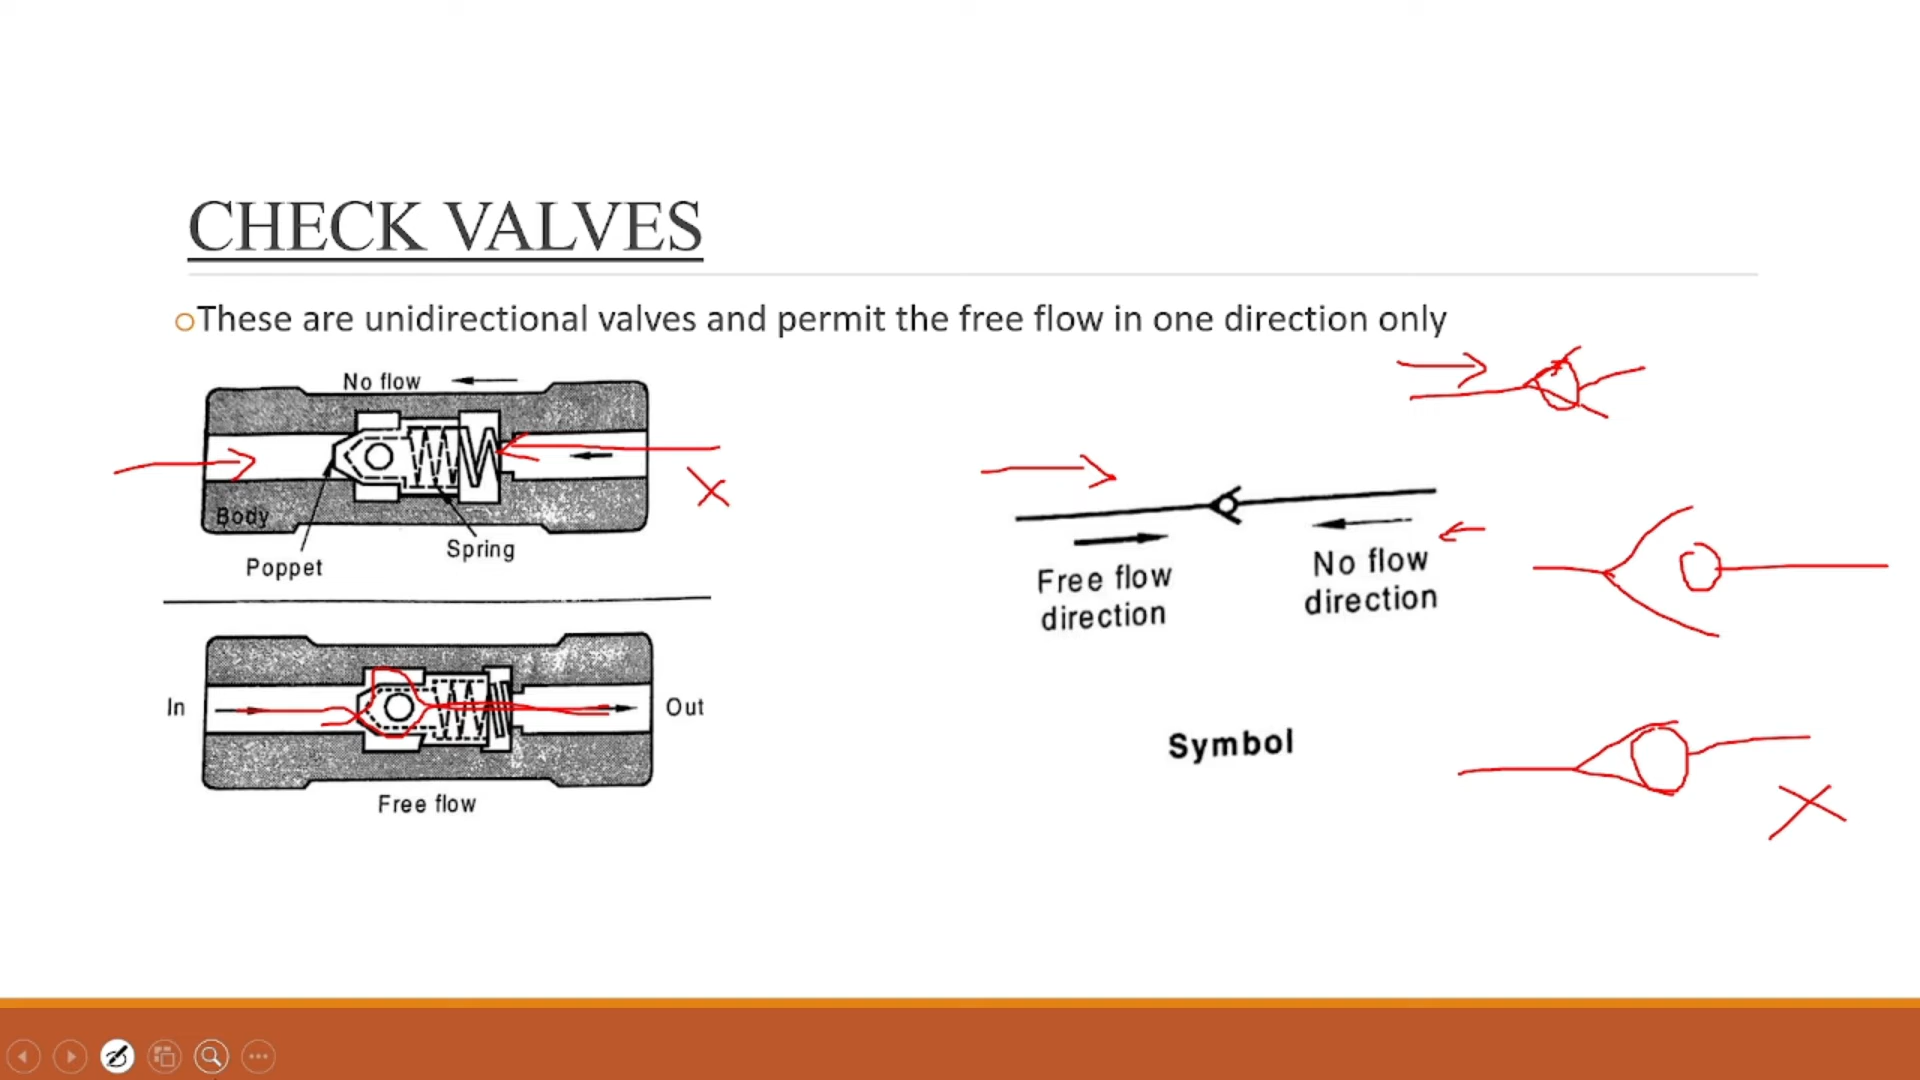 CHECK VALVES
These are unidirectional valves and permit the free flow in one direction only
No flow
Body
Poppet
Spring
In
Out
Free flow
Free flow
direction
No flow
direction
Symbol